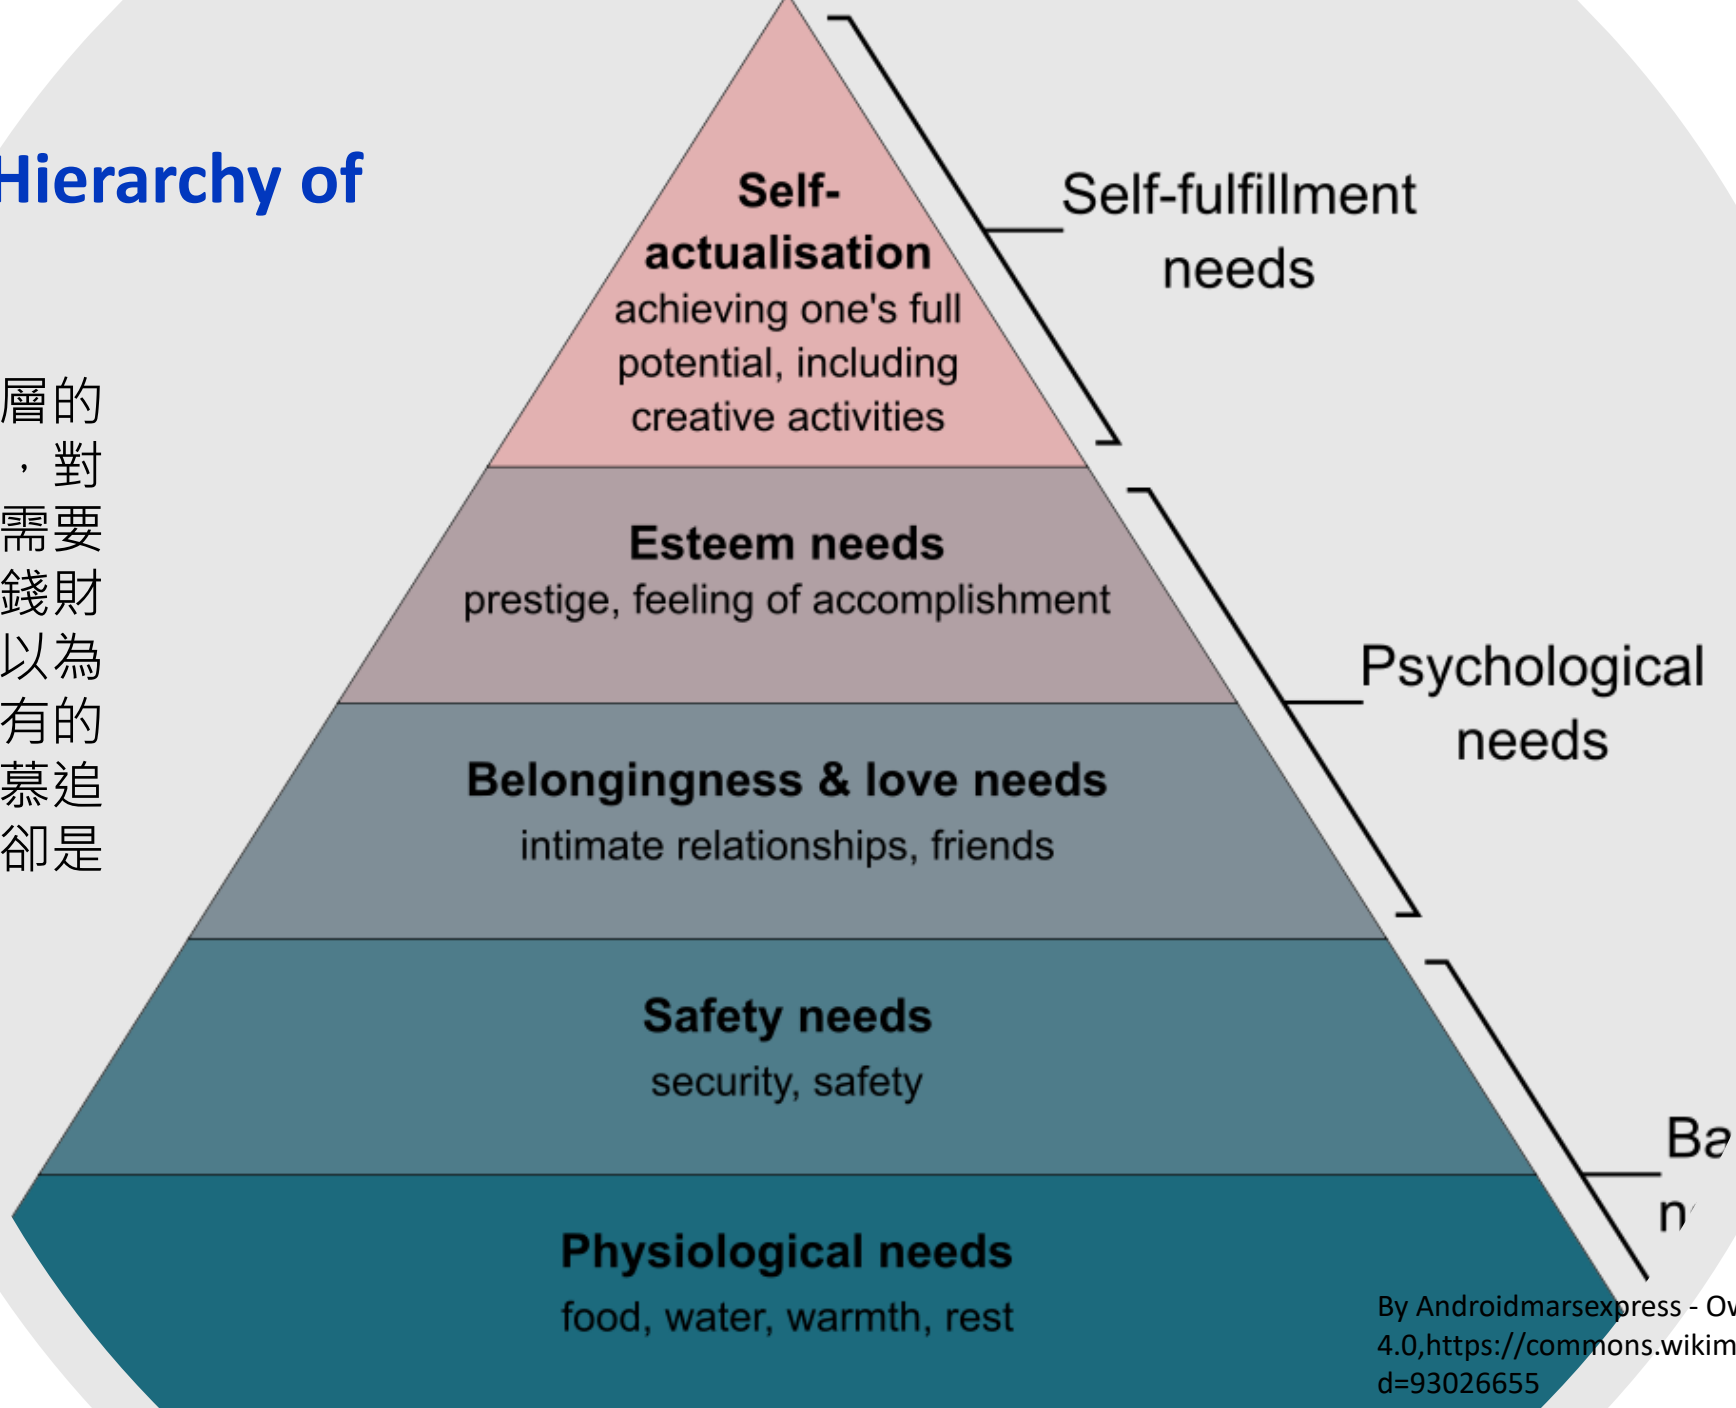 Hierarchy of
層的
，對
需要
錢財
以為
有的
慕追
卻是
Self-
actualisation
achieving one's full
potential, including
creative activities
Self-fulfillment
needs
Esteem needs
prestige, feeling of accomplishment
Psychological
needs
Belongingness & love needs
intimate relationships, friends
Safety needs
security, safety
Physiological needs
food, water, warmth, rest
By Androidmarsexpress -
4.0,https://commons.wikim
d=93026655